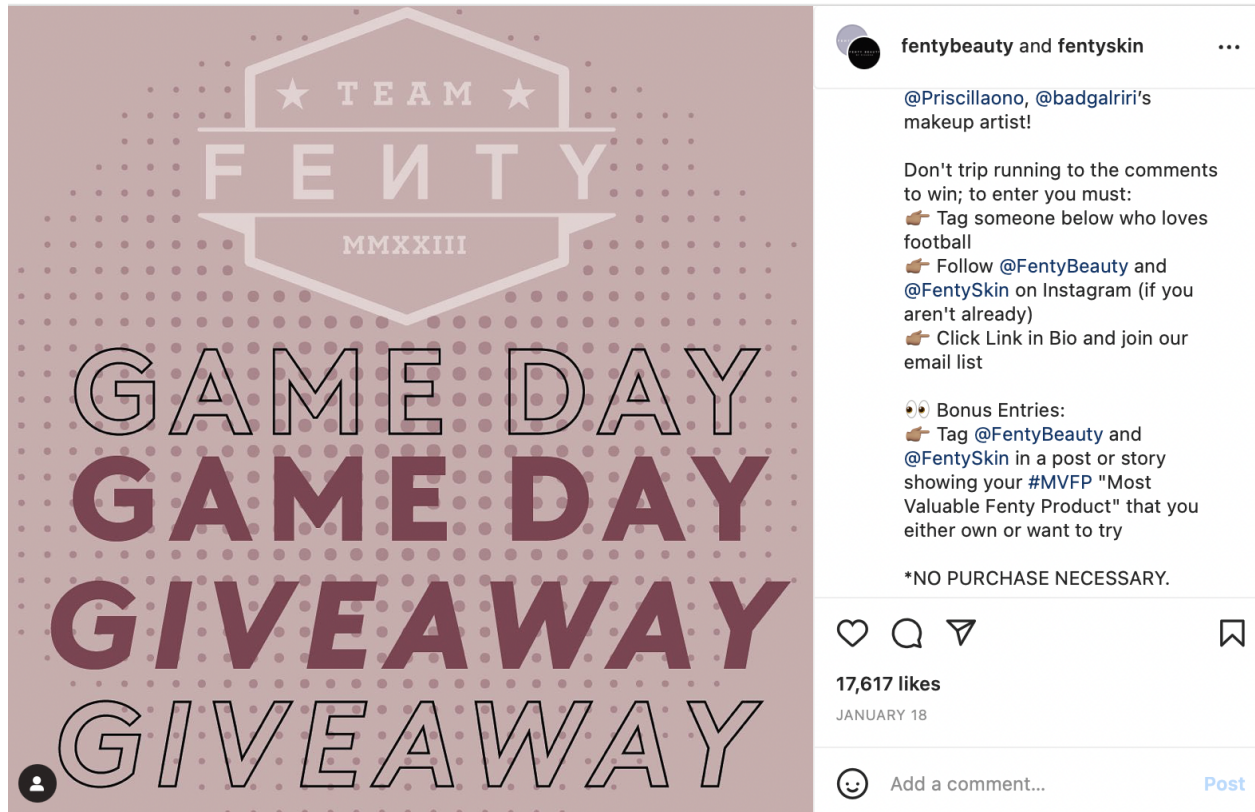 TEAM
FENTY
MMXXIII
GAME DAY
GAME DAY
GIVEAWAY
GIVEAWAY
fentybeauty and fentyskin
@Priscillaono, @badgalriri's
makeup artist!
Don't trip running to the comments
to win; to enter you must:
👉🏽 Tag someone below who loves
football
👉🏽 Follow @FentyBeauty and
@FentySkin on Instagram (if you
aren't already)
👉🏽 Click Link in Bio and join our
email list
👀 Bonus Entries:
👉🏽 Tag @FentyBeauty and
@FentySkin in a post or story
showing your #MVFP "Most
Valuable Fenty Product" that you
either own or want to try
*NO PURCHASE NECESSARY.
17,617 likes
JANUARY 18
Add a comment...
Post